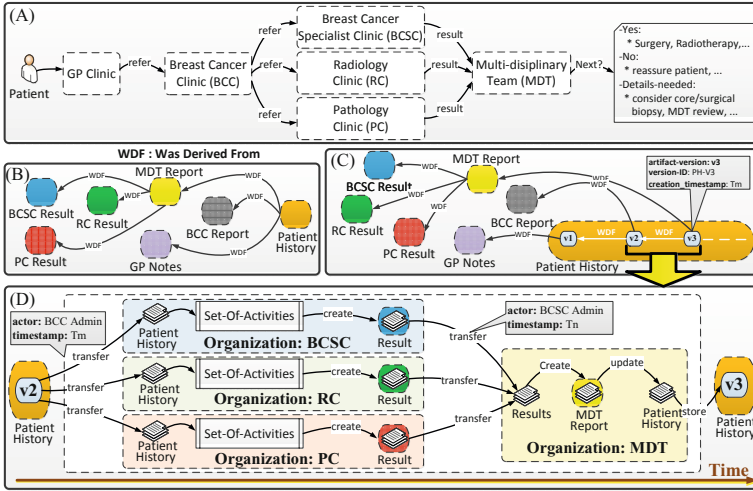 (A)
Patient
GP Clinic
refer
Breast Cancer
Clinic (BCC)
refer
refer
refer
Breast Cancer
Specialist Clinic (BCSC)
Radiology
Clinic (RC)
Pathology
Clinic (PC)
result
result
result
Multi-disiplinary
Team (MDT)
Next?
-Yes:
* Surgery, Radiotherapy,...
-No:
* reassure patient, ...
-Details-needed:
* consider core/surgical
biopsy, MDT review, ...
WDF : Was Derived From
(B)
MDT Report
WDF
WDF
WDF
WDF
WDF
WDF
BCSC Result
RC Result
PC Result
BCC Report
GP Notes
Patient
History
(C)
MDT Report
WDF
WDF
WDF
WDF
WDF
WDF
BCSC Result
RC Result
PC Result
BCC Report
GP Notes
artifact-version: v3
version-ID: PH-V3
creation_timestamp: Tm
v1
WDF
v2
WDF
v3
Patient History
(D)
actor: BCC Admin
timestamp: Tm
v2
Patient
History
transfer
transfer
transfer
Patient
History
Set-Of-Activities
create
Result
Organization: BCSC
Patient
History
Set-Of-Activities
create
Result
Organization: RC
Patient
History
Set-Of-Activities
create
Result
Organization: PC
actor: BCSC Admin
timestamp: Tn
transfer
transfer
transfer
Results
Create
MDT
Report
update
Patient
History
Organization: MDT
store
v3
Patient
History
Time